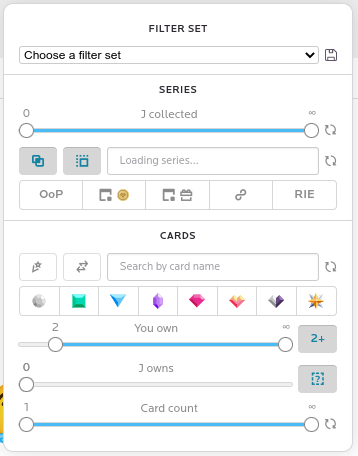 FILTER SET
Choose a filter set
SERIES
0 J collected ∞
Loading series...
OoP RIE
CARDS
Search by card name
2 You own ∞
2+
0 J owns
?
1 Card count ∞